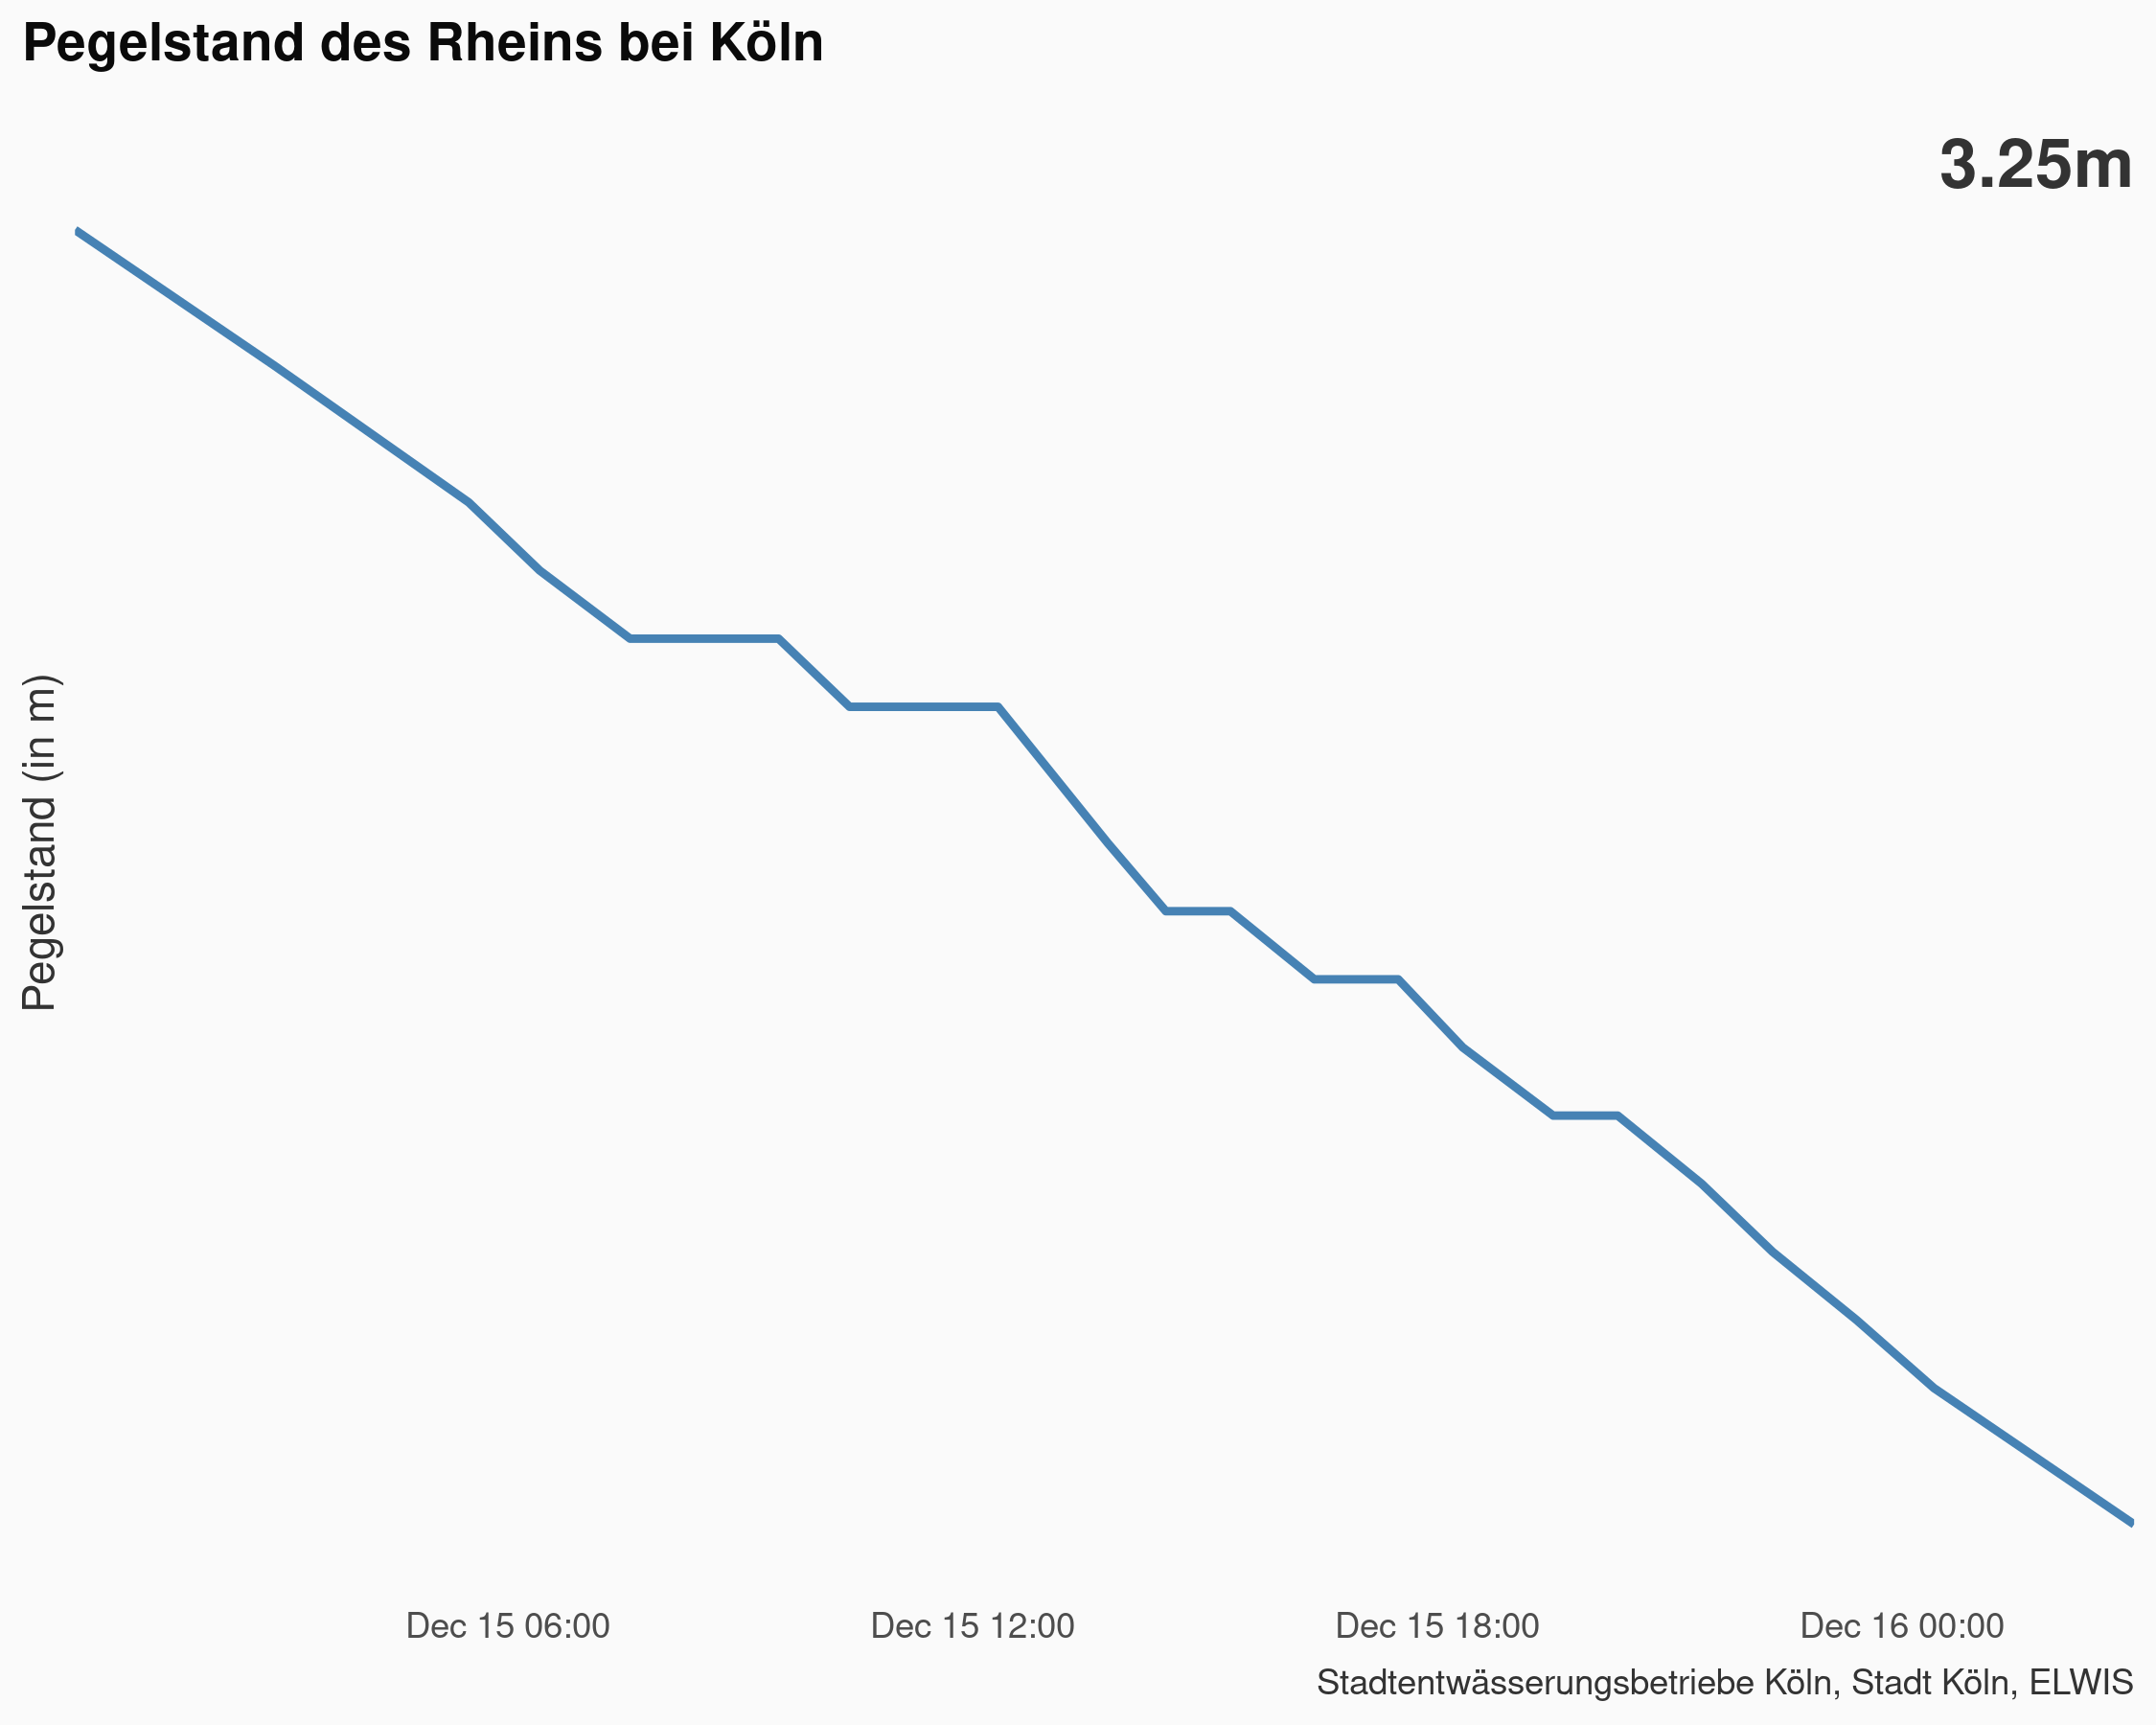 Pegelstand des Rheins bei Köln
3.25m
Pegelstand (in m)
Dec 15 06:00
Dec 15 12:00
Dec 15 18:00
Dec 16 00:00
Stadtentwässerungsbetriebe Köln, Stadt Köln, ELWIS